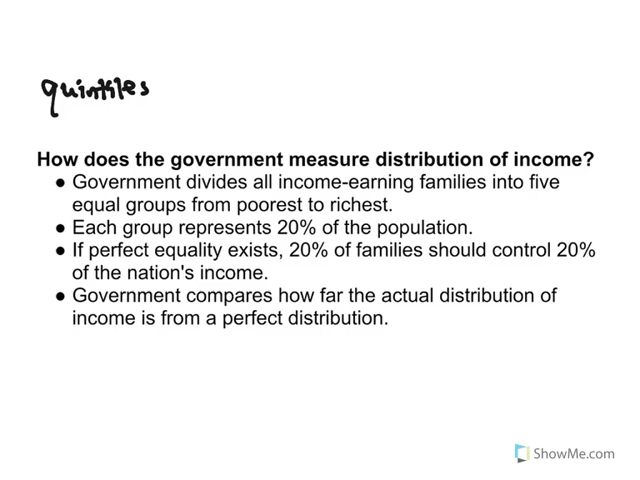 quintiles
How does the government measure distribution of income?
● Government divides all income-earning families into five
equal groups from poorest to richest.
● Each group represents 20% of the population.
● If perfect equality exists, 20% of families should control 20%
of the nation's income.
● Government compares how far the actual distribution of
income is from a perfect distribution.
ShowMe.com